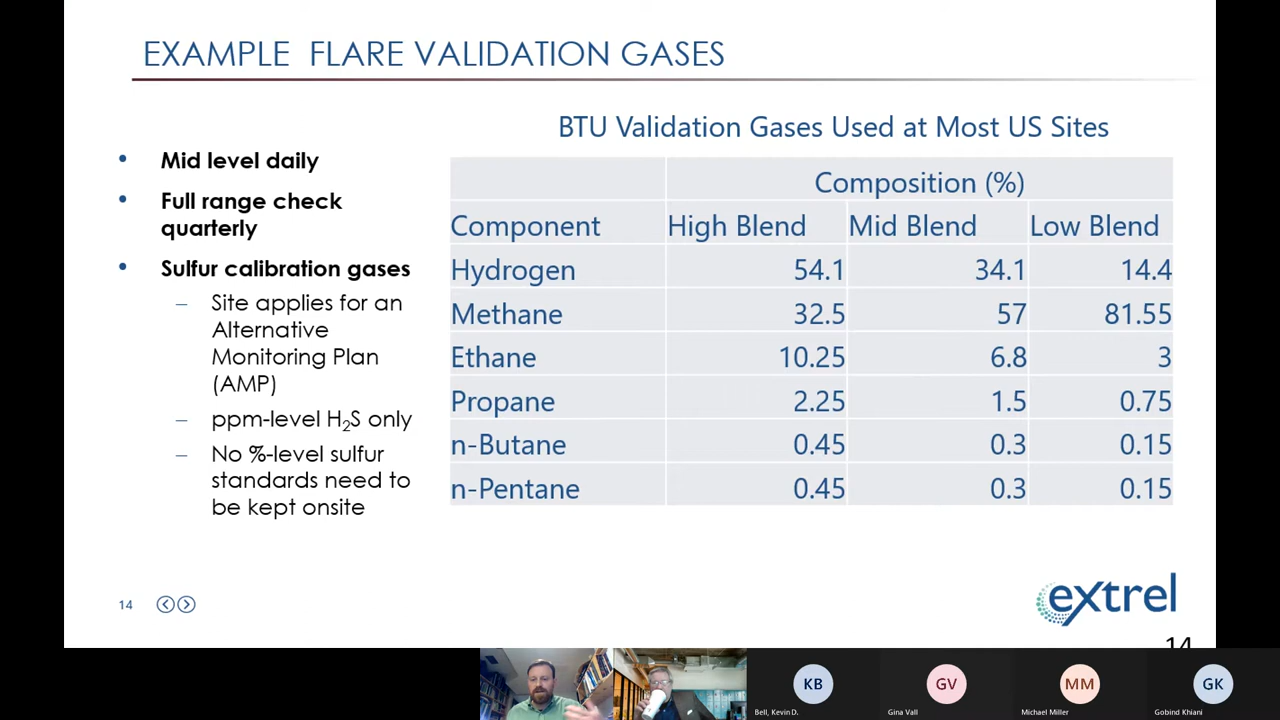 EXAMPLE FLARE VALIDATION GASES
Mid level daily
Full range check
quarterly
Sulfur calibration gases
– Site applies for an
Alternative
Monitoring Plan
(AMP)
– ppm-level H₂S only
– No %-level sulfur
standards need to
be kept onsite
BTU Validation Gases Used at Most US Sites
Composition (%)
Component High Blend Mid Blend Low Blend
Hydrogen 54.1 34.1 14.4
Methane 32.5 57 81.55
Ethane 10.25 6.8 3
Propane 2.25 1.5 0.75
n-Butane 0.45 0.3 0.15
n-Pentane 0.45 0.3 0.15
14
extrel
14
KB GV MM GK
Bell, Kevin D. Gina Vall Michael Miller Gobind Khiani